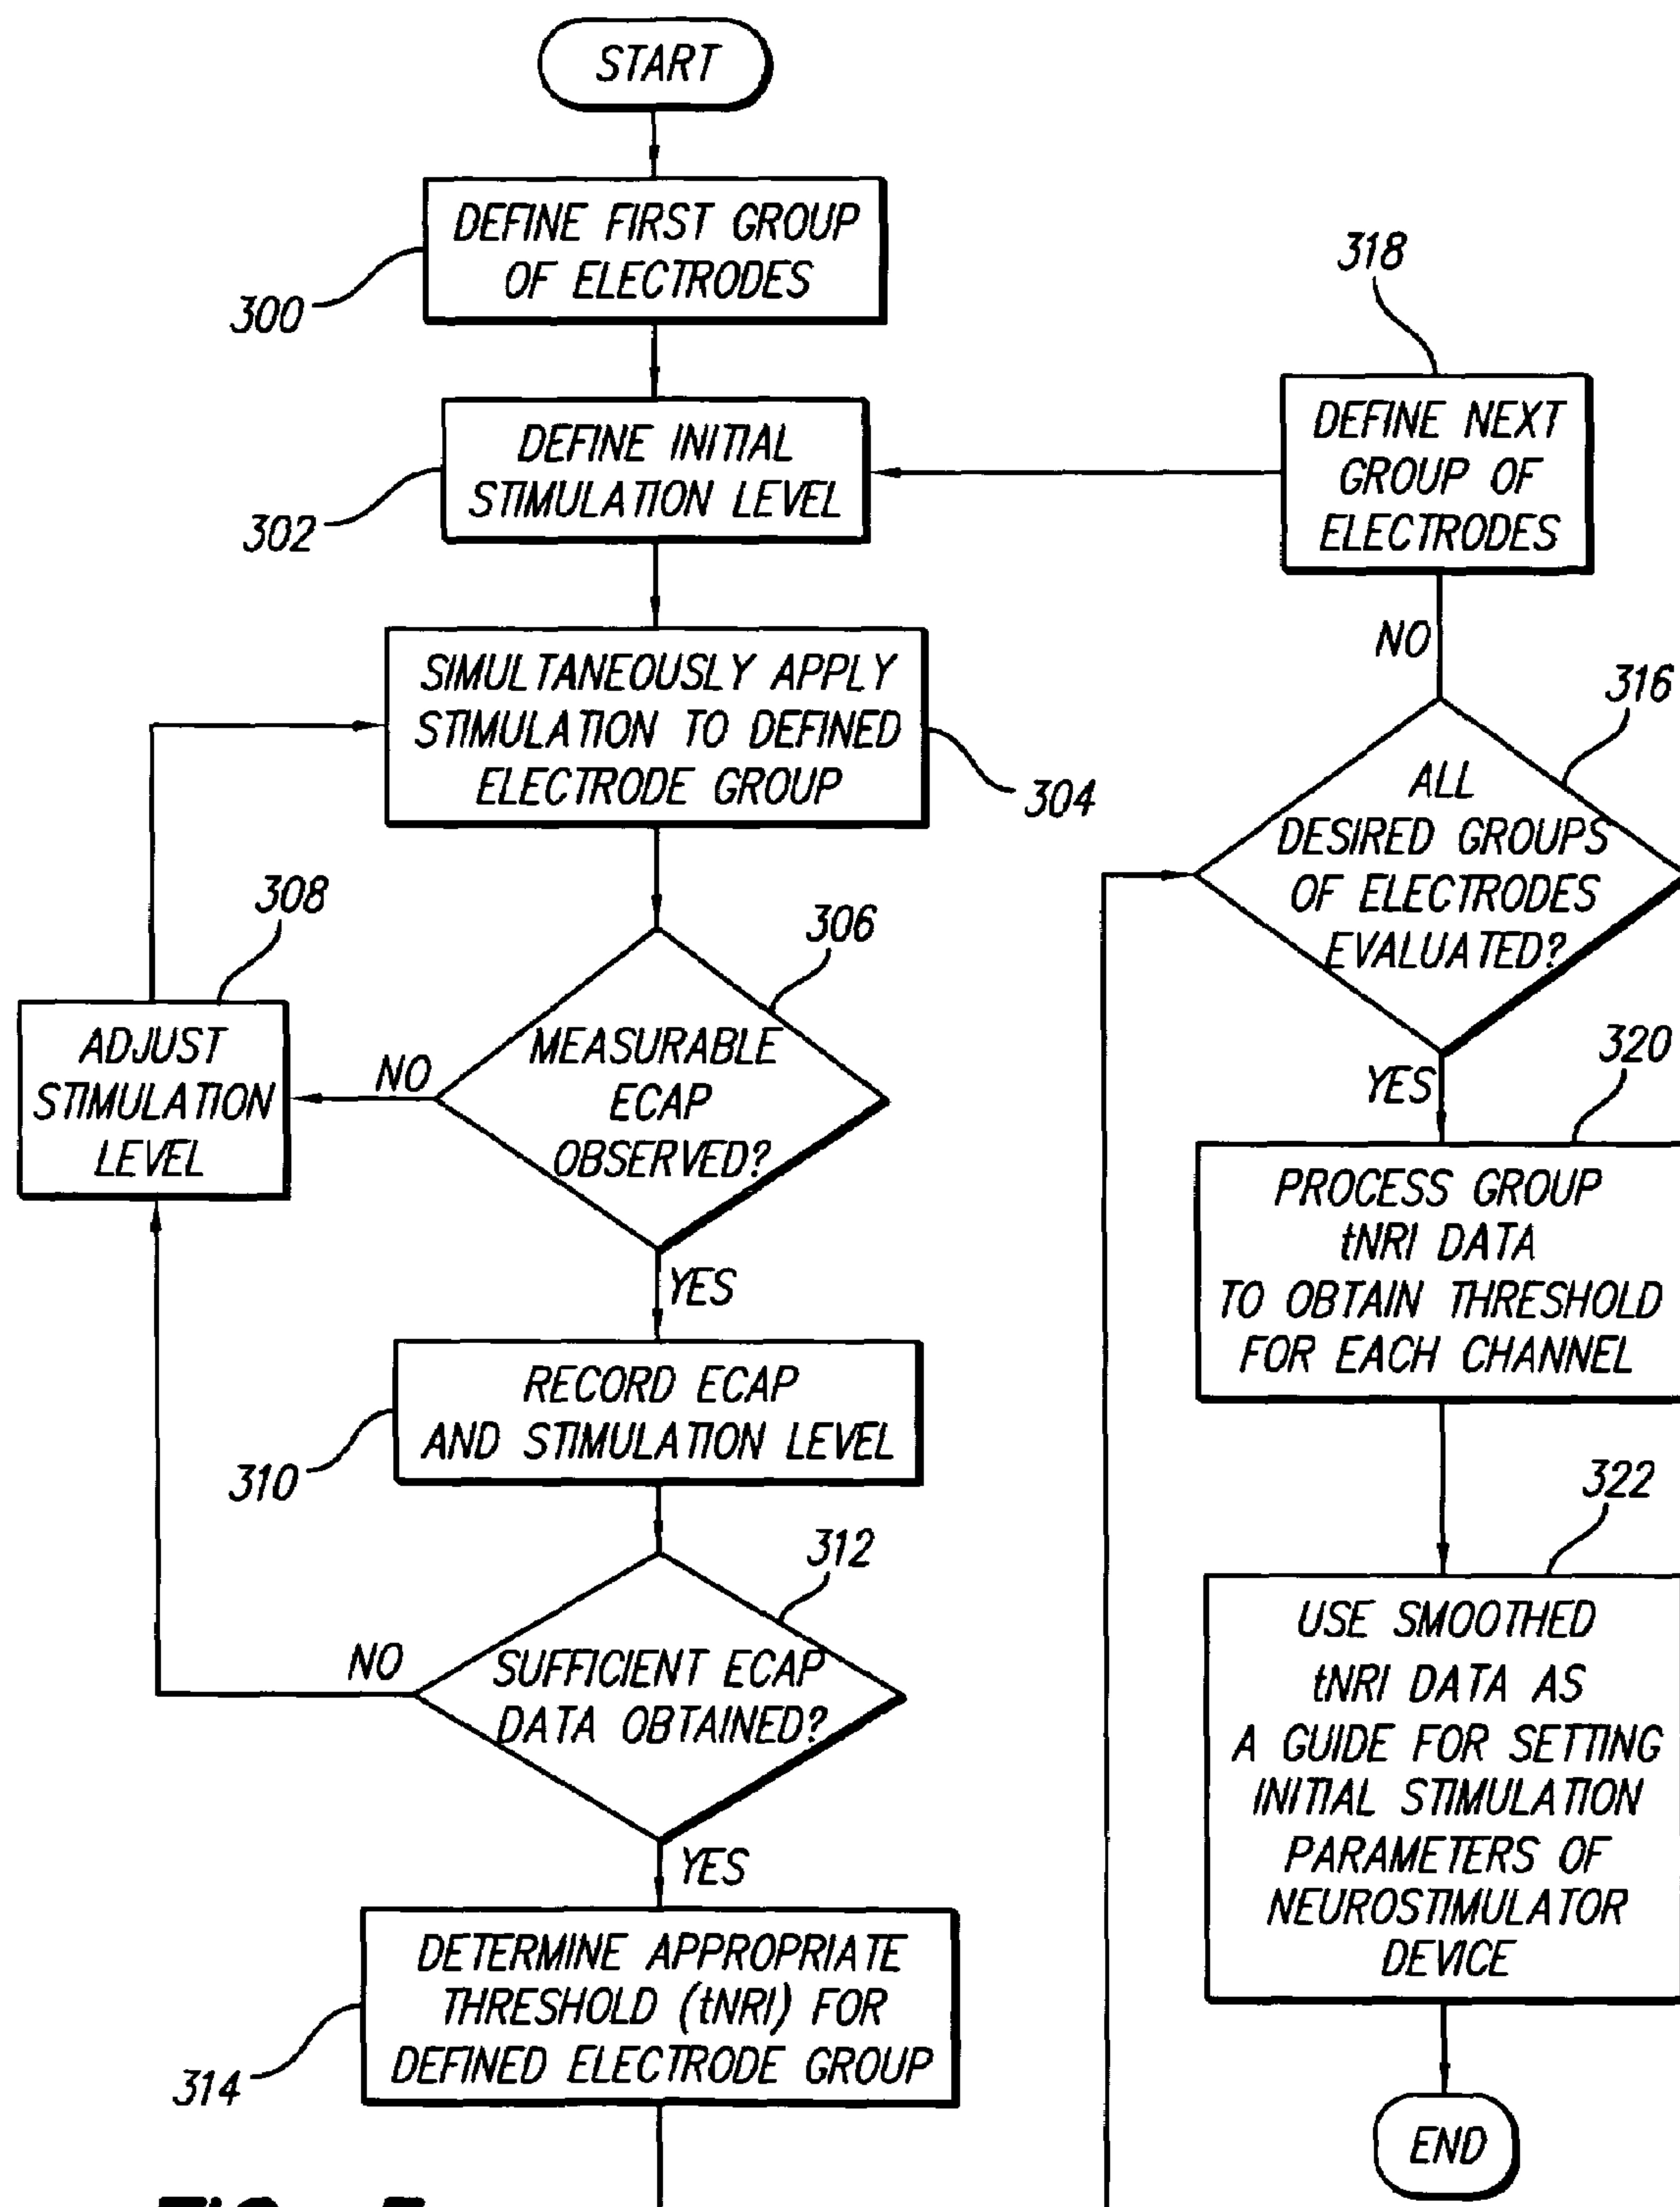 START
DEFINE FIRST GROUP
OF ELECTRODES
300
DEFINE INITIAL
STIMULATION LEVEL
302
SIMULTANEOUSLY APPLY
STIMULATION TO DEFINED
ELECTRODE GROUP
304
306
MEASURABLE
ECAP
OBSERVED?
NO
308
ADJUST
STIMULATION
LEVEL
YES
RECORD ECAP
AND STIMULATION LEVEL
310
312
SUFFICIENT ECAP
DATA OBTAINED?
NO
YES
DETERMINE APPROPRIATE
THRESHOLD (tNRI) FOR
DEFINED ELECTRODE GROUP
314
318
DEFINE NEXT
GROUP OF
ELECTRODES
NO
316
ALL
DESIRED GROUPS
OF ELECTRODES
EVALUATED?
YES
320
PROCESS GROUP
tNRI DATA
TO OBTAIN THRESHOLD
FOR EACH CHANNEL
322
USE SMOOTHED
tNRI DATA AS
A GUIDE FOR SETTING
INITIAL STIMULATION
PARAMETERS OF
NEUROSTIMULATOR
DEVICE
END